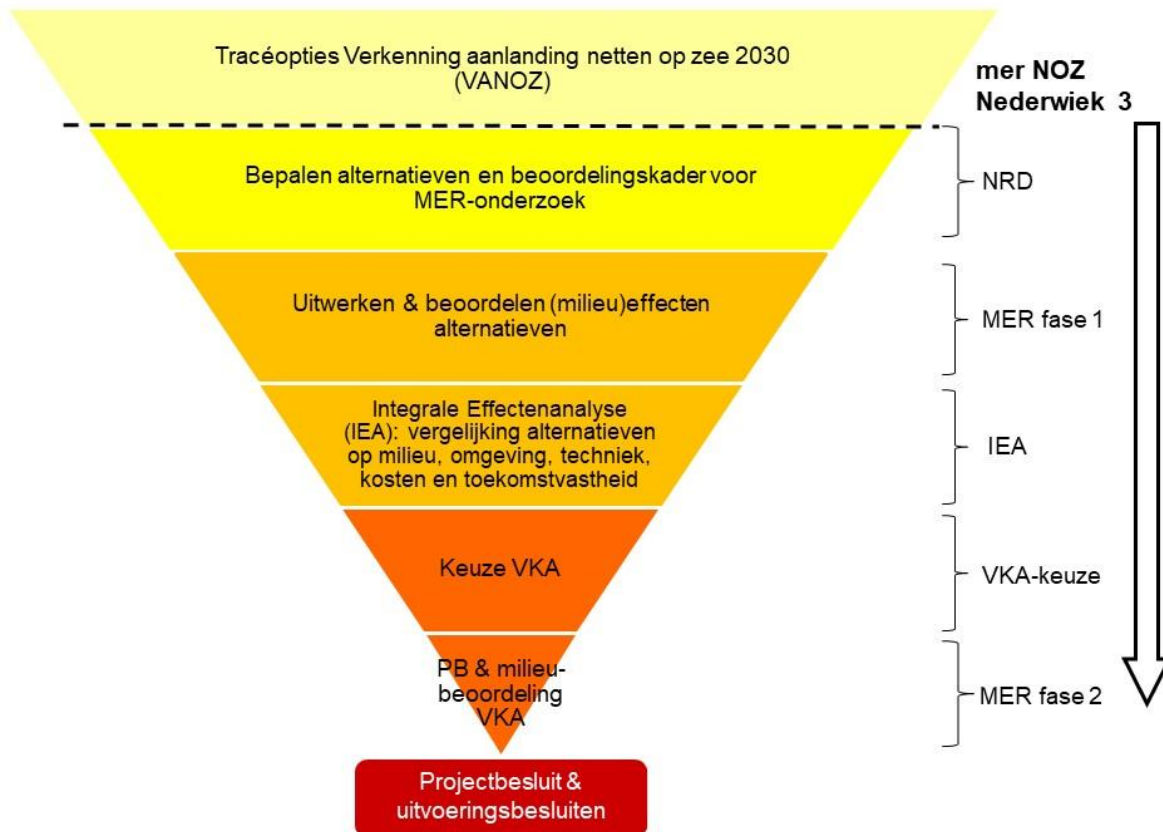 Tracéopties Verkenning aanlanding netten op zee 2030
(VANOZ)
mer NOZ
Nederwiek 3
Bepalen alternatieven en beoordelingskader voor
MER-onderzoek
NRD
Uitwerken & beoordelen (milieu)effecten
alternatieven
MER fase 1
Integrale Effectenanalyse
(IEA): vergelijking alternatieven
op milieu, omgeving, techniek,
kosten en toekomstvastheid
IEA
Keuze VKA
VKA-keuze
PB & milieu-
beoordeling
VKA
MER fase 2
Projectbesluit &
uitvoeringsbesluiten